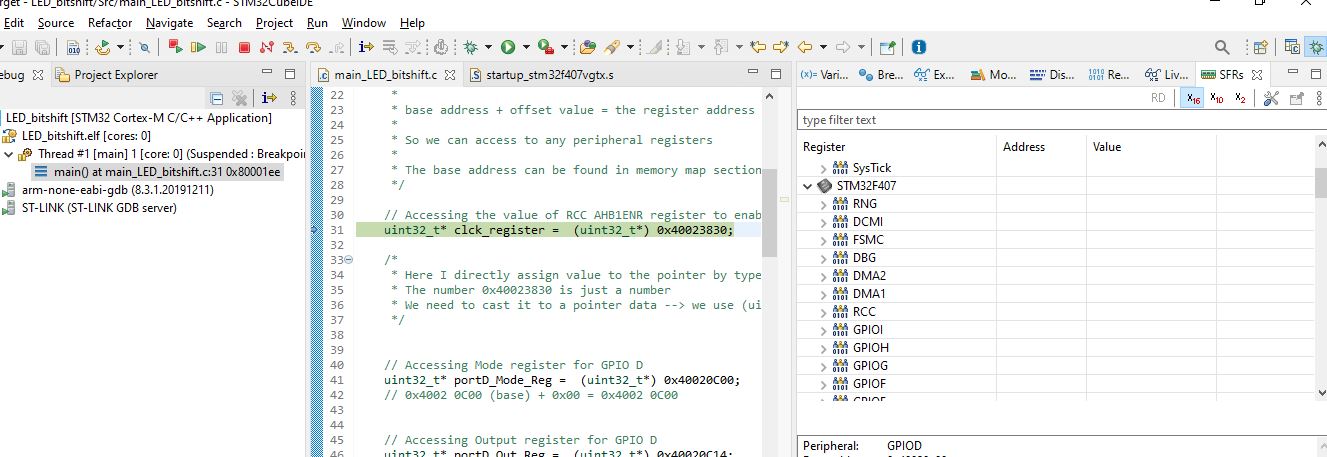 rget - LED_bitshift/Src/main_LED_bitshift.c - STM32CubeIDE
Edit Source Refactor Navigate Search Project Run Window Help
ebug Project Explorer
LED_bitshift [STM32 Cortex-M C/C++ Application]
LED_bitshift.elf [cores: 0]
Thread #1 [main] 1 [core: 0] (Suspended : Breakpoi
main() at main_LED_bitshift.c:31 0x80001ee
arm-none-eabi-gdb (8.3.1.20191211)
ST-LINK (ST-LINK GDB server)
main_LED_bitshift.c startup_stm32f407vgtx.s
22 *
23 * base address + offset value = the register address
24 *
25 * So we can access to any peripheral registers
26 *
27 * The base address can be found in memory map section
28 */
29
30 // Accessing the value of RCC AHB1ENR register to enab
31 uint32_t* clck_register = (uint32_t*) 0x40023830;
32
33 /*
34 * Here I directly assign value to the pointer by type
35 * The number 0x40023830 is just a number
36 * We need to cast it to a pointer data --> we use (ui
37 */
38
39
40 // Accessing Mode register for GPIO D
41 uint32_t* portD_Mode_Reg = (uint32_t*) 0x40020C00;
42 // 0x4002 0C00 (base) + 0x00 = 0x4002 0C00
43
44
45 // Accessing Output register for GPIO D
46 uint32_t* portD_Out_Reg = (uint32_t*) 0x40020C14;
(x)= Vari... Bre... Ex... Mo... Dis... Re... Liv... SFRs
RD X16 X10 X2
type filter text
Register Address Value
SysTick
STM32F407
RNG
DCMI
FSMC
DBG
DMA2
DMA1
RCC
GPIOI
GPIOH
GPIOG
GPIOF
Peripheral: GPIOD